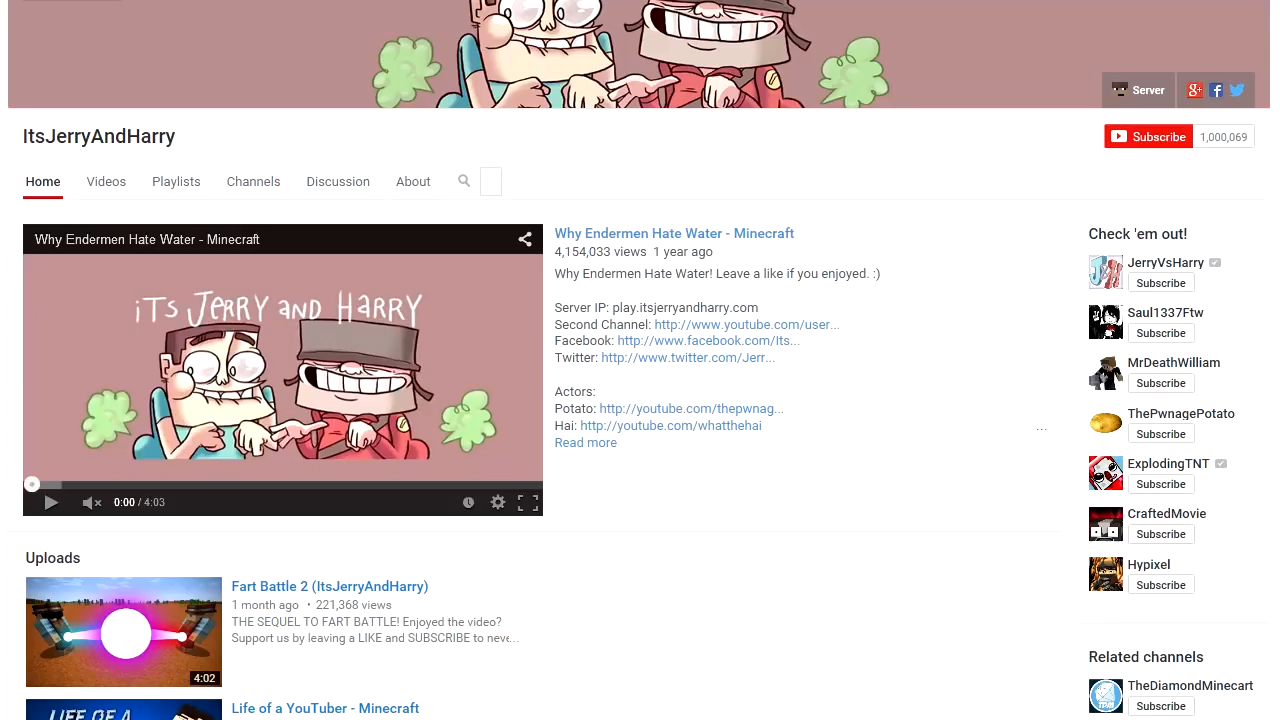 Server
ItsJerryAndHarry
Subscribe 1,000,069
Home Videos Playlists Channels Discussion About
Why Endermen Hate Water - Minecraft
iTS JERRY AND HARRY
0:00 / 4:03
Why Endermen Hate Water - Minecraft
4,154,033 views 1 year ago
Why Endermen Hate Water! Leave a like if you enjoyed. :)
Server IP: play.itsjerryandharry.com
Second Channel: http://www.youtube.com/user...
Facebook: http://www.facebook.com/Its...
Twitter: http://www.twitter.com/Jerr...
Actors:
Potato: http://youtube.com/thepwnag...
Hai: http://youtube.com/whatthehai
...
Read more
Check 'em out!
JerryVsHarry
Subscribe
Saul1337Ftw
Subscribe
MrDeathWilliam
Subscribe
ThePwnagePotato
Subscribe
ExplodingTNT
Subscribe
CraftedMovie
Subscribe
Hypixel
Subscribe
Related channels
TheDiamondMinecart
Subscribe
Uploads
4:02
Fart Battle 2 (ItsJerryAndHarry)
1 month ago • 221,368 views
THE SEQUEL TO FART BATTLE! Enjoyed the video?
Support us by leaving a LIKE and SUBSCRIBE to neve...
LIFE OF A
Life of a YouTuber - Minecraft